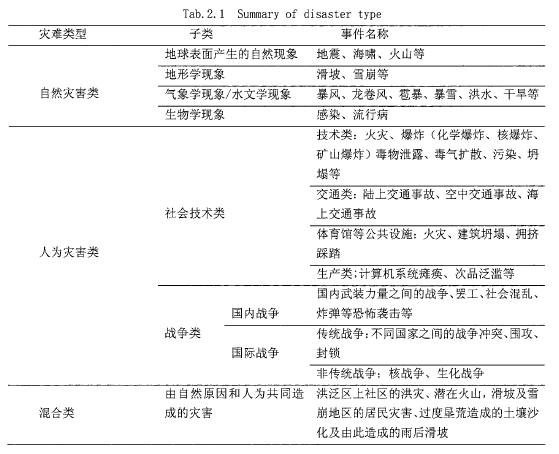 Tab.2.1 Summary of disaster type
灾难类型 子类 事件名称
自然灾害类
地球表面产生的自然现象 地震、海啸、火山等
地形学现象 滑坡、雪崩等
气象学现象/水文学现象 暴风、龙卷风、雹暴、暴雪、洪水、干旱等
生物学现象 感染、流行病
人为灾害类
社会技术类
技术类：火灾、爆炸（化学爆炸、核爆炸、
矿山爆炸）毒物泄露、毒气扩散、污染、坍
塌等
交通类：陆上交通事故、空中交通事故、海
上交通事故
体育馆等公共设施：火灾、建筑坍塌、拥挤
踩踏
生产类;计算机系统瘫痪、次品泛滥等
战争类
国内战争
国内武装力量之间的战争、罢工、社会混乱、
炸弹等恐怖袭击等
国际战争
传统战争:不同国家之间的战争冲突、围攻、
封锁
非传统战争：核战争、生化战争
混合类
由自然原因和人为共同造
成的灾害
洪泛区上社区的洪灾、潜在火山，滑坡及雪
崩地区的居民灾害、过度垦荒造成的土壤沙
化及由此造成的雨后滑坡